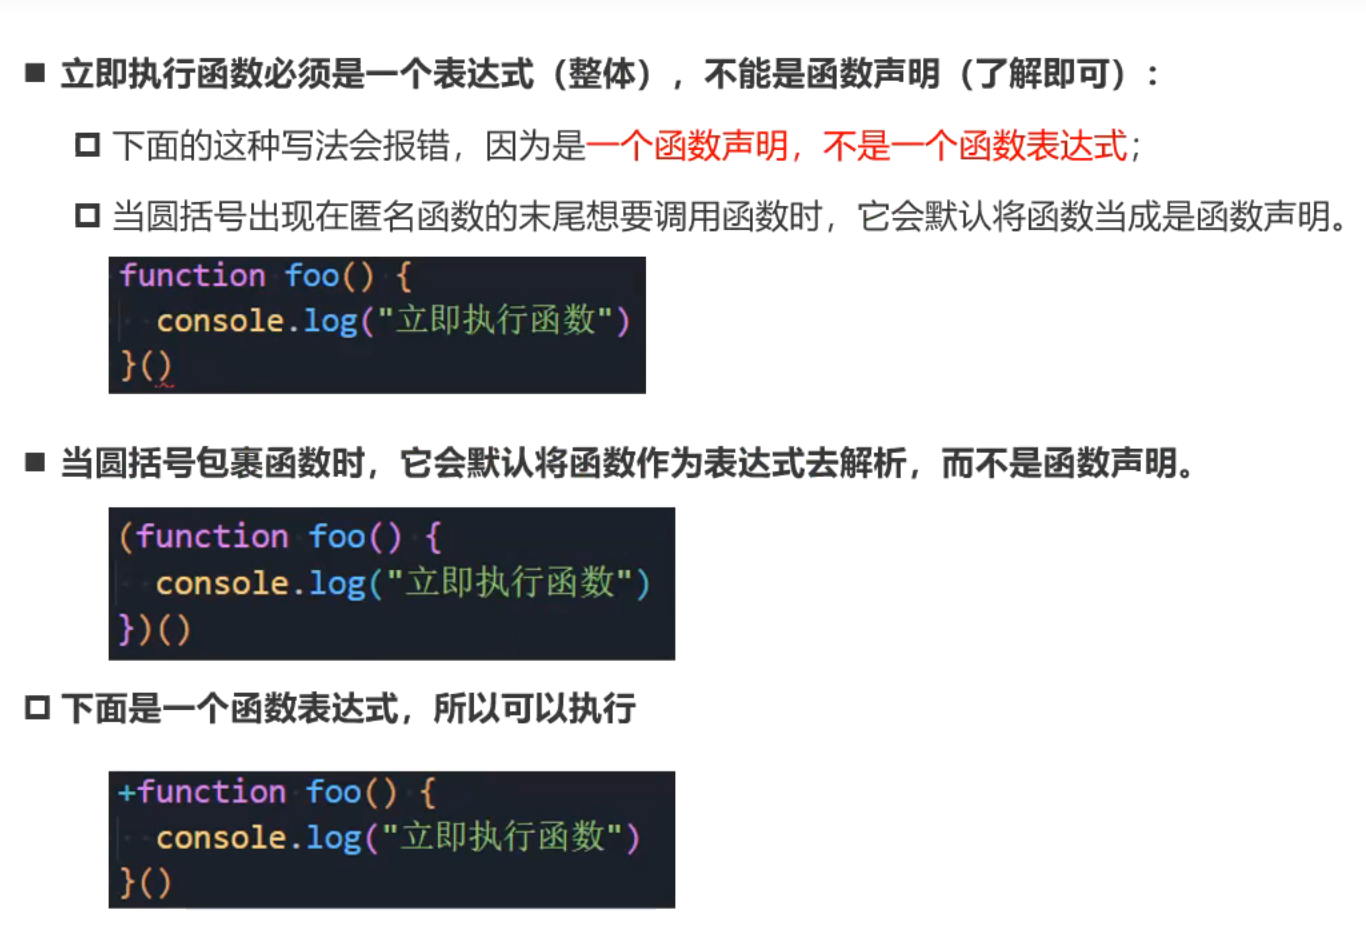 立即执行函数必须是一个表达式（整体），不能是函数声明（了解即可）：
下面的这种写法会报错，因为是一个函数声明，不是一个函数表达式；
当圆括号出现在匿名函数的末尾想要调用函数时，它会默认将函数当成是函数声明。
function foo() {
  console.log("立即执行函数")
}()
当圆括号包裹函数时，它会默认将函数作为表达式去解析，而不是函数声明。
(function foo() {
  console.log("立即执行函数")
})()
下面是一个函数表达式，所以可以执行
+function foo() {
  console.log("立即执行函数")
}()